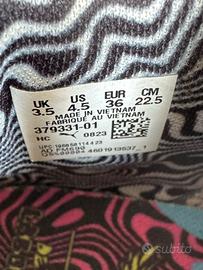 UK US EUR CM
3.5 4.5 36 22.5
MADE IN VIETNAM
FABRIQUE AU VIETNAM
379331-01
HC 0823
subito